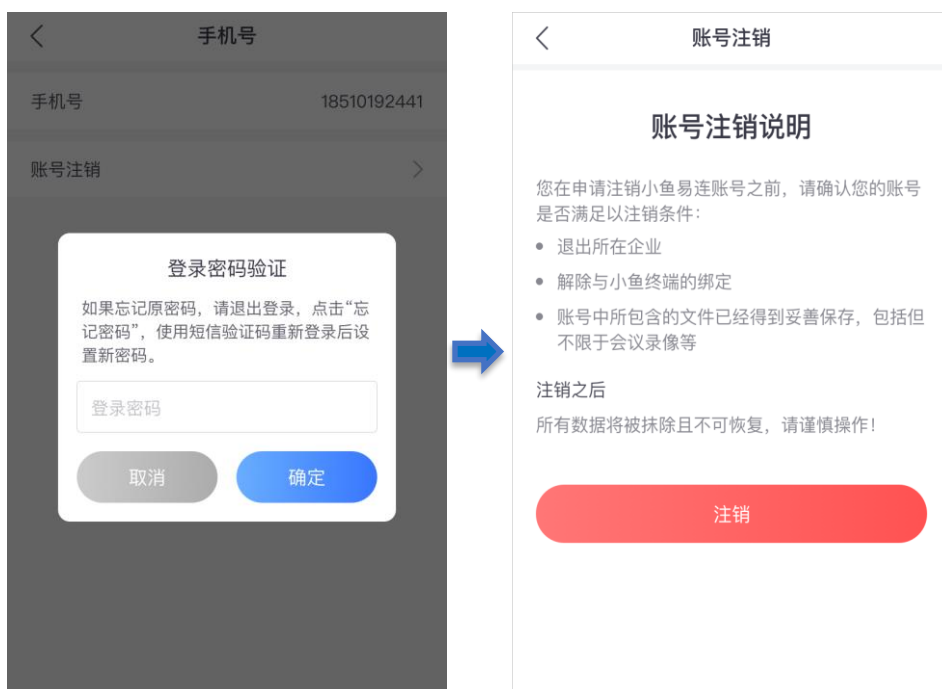 手机号
手机号 18510192441
账号注销
登录密码验证
如果忘记原密码，请退出登录，点击“忘
记密码”，使用短信验证码重新登录后设
置新密码。
登录密码
取消 确定
账号注销
账号注销说明
您在申请注销小鱼易连账号之前，请确认您的账号
是否满足以注销条件：
• 退出所在企业
• 解除与小鱼终端的绑定
• 账号中所包含的文件已经得到妥善保存，包括但
不限于会议录像等
注销之后
所有数据将被抹除且不可恢复，请谨慎操作！
注销